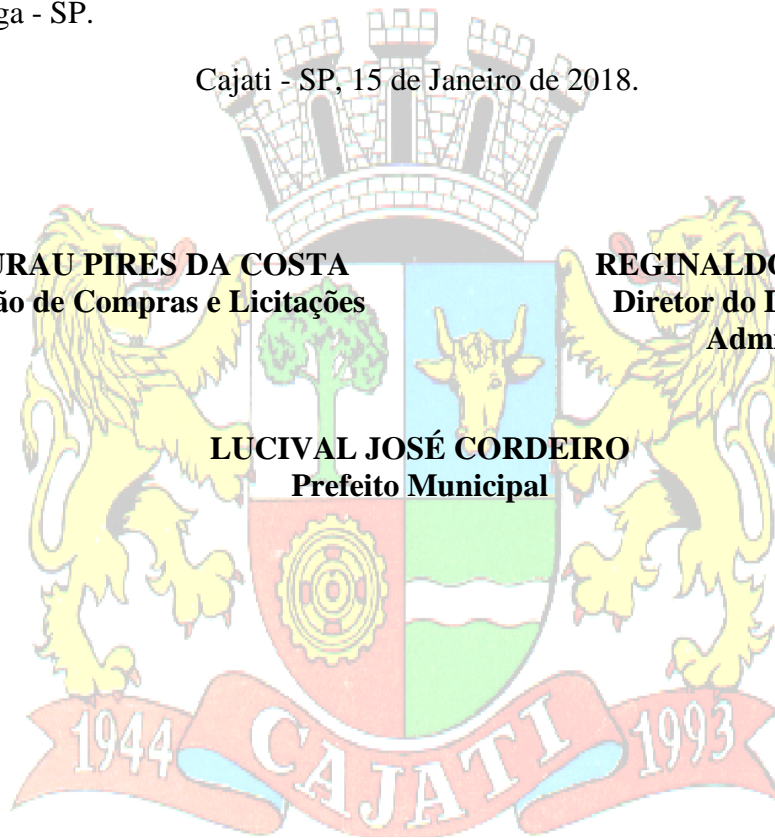 ga - SP.
Cajati - SP, 15 de Janeiro de 2018.
URAU PIRES DA COSTA
ão de Compras e Licitações
REGINALDO
Diretor do D
Admi
LUCIVAL JOSÉ CORDEIRO
Prefeito Municipal
1944
CAJATI
1993